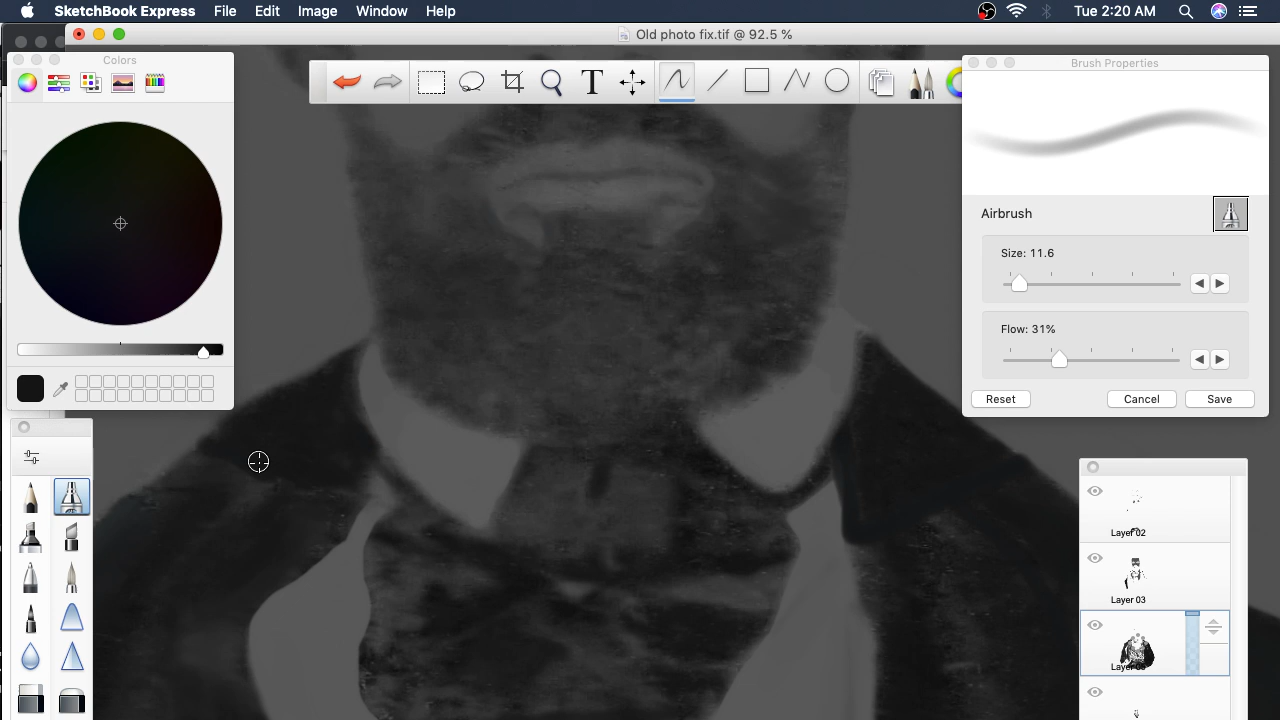 SketchBook Express File Edit Image Window Help Tue 2:20 AM
Old photo fix.tif @ 92.5 %
Colors
T
Brush Properties
Airbrush
Size: 11.6
Flow: 31%
Reset Cancel Save
Layer 02
Layer 03